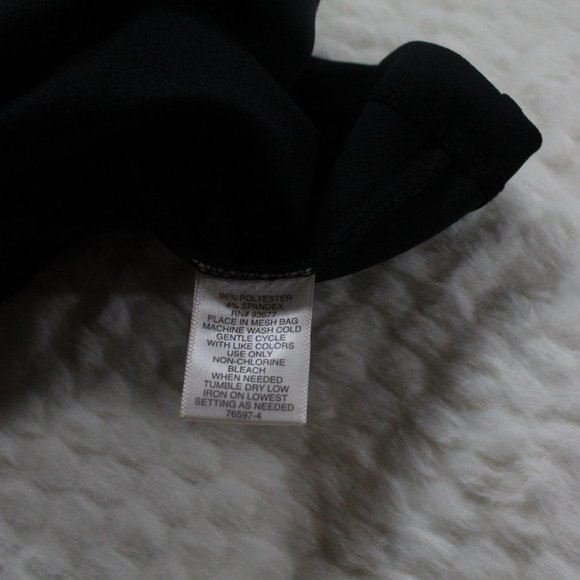 96% POLYESTER
4% SPANDEX
RN# 93677
PLACE IN MESH BAG
MACHINE WASH COLD
GENTLE CYCLE
WITH LIKE COLORS
USE ONLY
NON-CHLORINE
BLEACH
WHEN NEEDED
TUMBLE DRY LOW
IRON ON LOWEST
SETTING AS NEEDED
76597-4